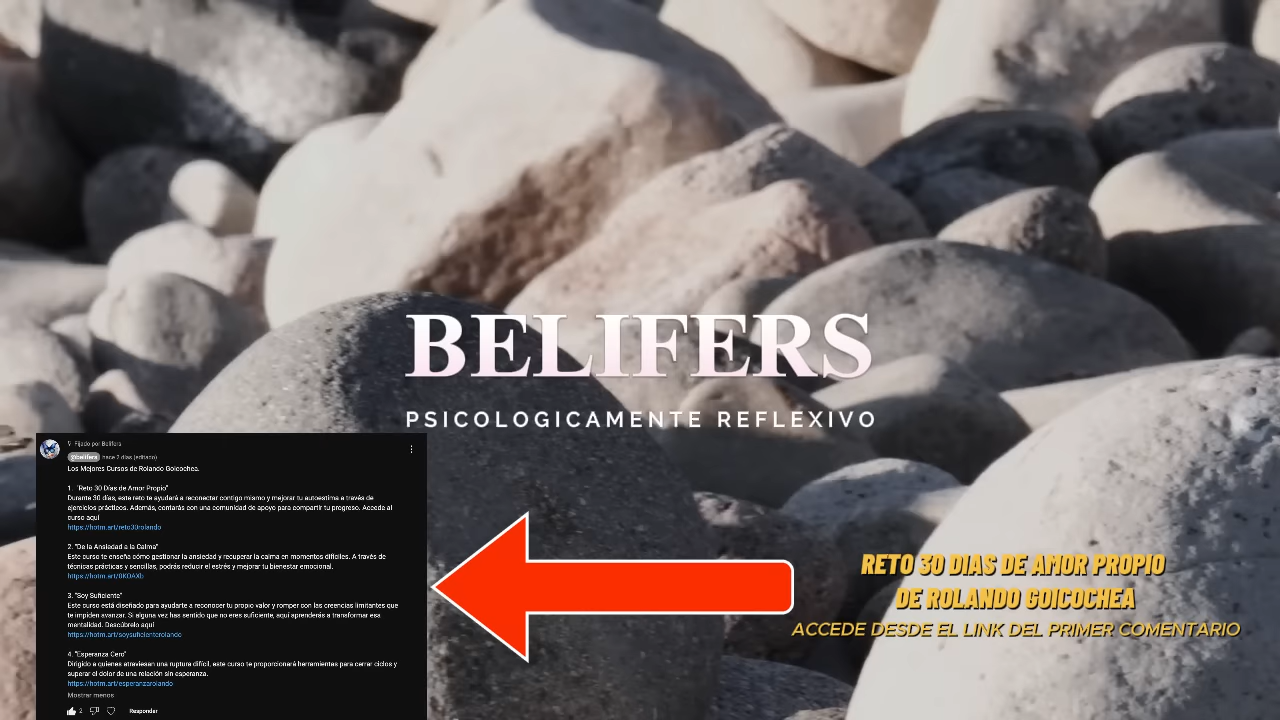 BELIFERS
PSICOLOGICAMENTE REFLEXIVO
Fijado por Belifers
@belifers hace 2 días (editado)
Los Mejores Cursos de Rolando Goicochea.
1. "Reto 30 Días de Amor Propio"
Durante 30 días, este reto te ayudará a reconectar contigo mismo y mejorar tu autoestima a través de
ejercicios prácticos. Además, contarás con una comunidad de apoyo para compartir tu progreso. Accede al
curso aquí
https://hotm.art/reto30rolando
2. "De la Ansiedad a la Calma"
Este curso te enseña cómo gestionar la ansiedad y recuperar la calma en momentos difíciles. A través de
técnicas prácticas y sencillas, podrás reducir el estrés y mejorar tu bienestar emocional.
https://hotm.art/0KOAXb
3. "Soy Suficiente"
Este curso está diseñado para ayudarte a reconocer tu propio valor y romper con las creencias limitantes que
te impiden avanzar. Si alguna vez has sentido que no eres suficiente, aquí aprenderás a transformar esa
mentalidad. Descúbrelo aquí
https://hotm.art/soysuficienterolando
4. "Esperanza Cero"
Dirigido a quienes atraviesan una ruptura difícil, este curso te proporcionará herramientas para cerrar ciclos y
superar el dolor de una relación sin esperanza.
https://hotm.art/esperanzarolando
Mostrar menos
2 Responder
RETO 30 DIAS DE AMOR PROPIO
DE ROLANDO GOICOCHEA
ACCEDE DESDE EL LINK DEL PRIMER COMENTARIO